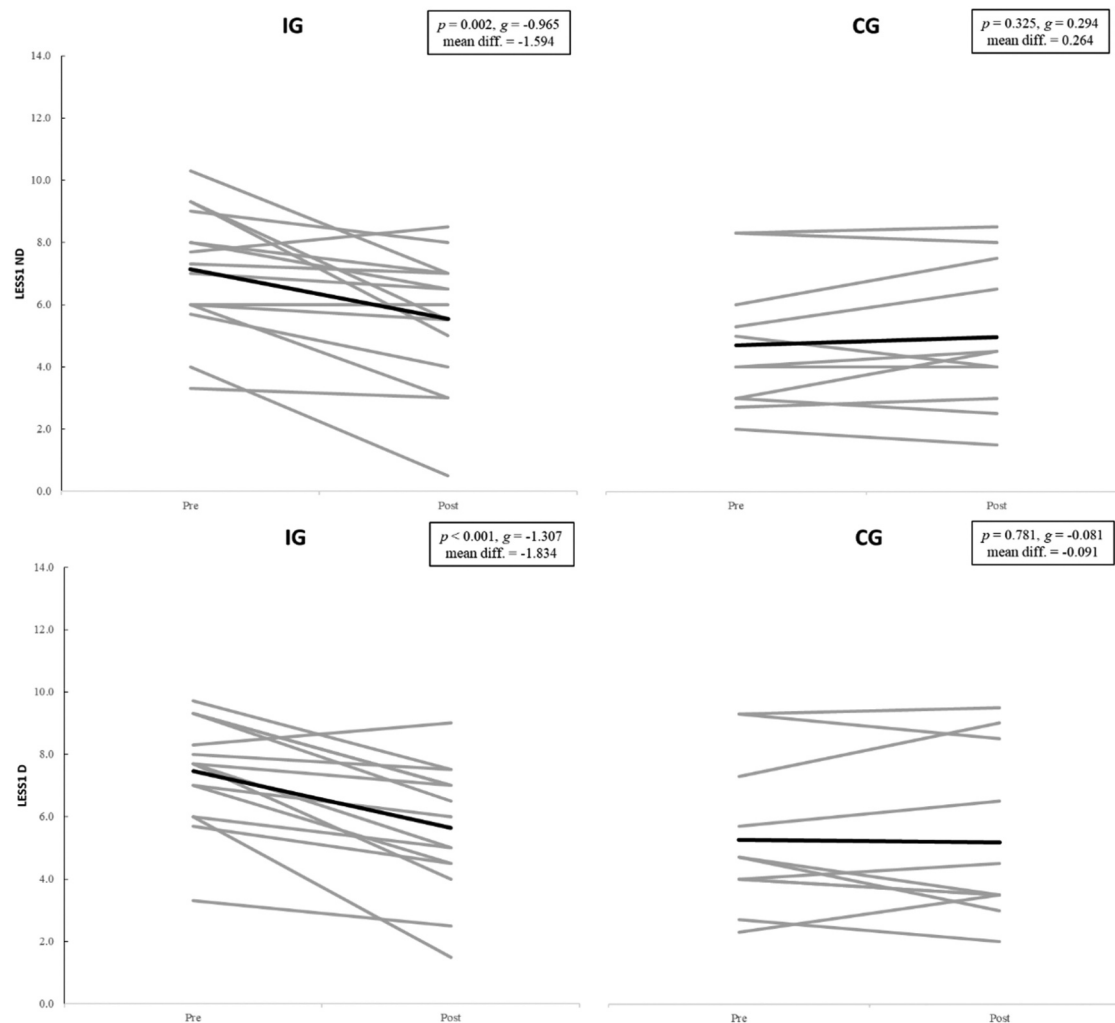 IG
p = 0.002, g = -0.965
mean diff. = -1.594
CG
p = 0.325, g = 0.294
mean diff. = 0.264
14.0
12.0
10.0
8.0
6.0
4.0
2.0
0.0
LESS1 ND
Pre
Post
Pre
Post
IG
p < 0.001, g = -1.307
mean diff. = -1.834
CG
p = 0.781, g = -0.081
mean diff. = -0.091
14.0
12.0
10.0
8.0
6.0
4.0
2.0
0.0
LESS1 D
Pre
Post
Pre
Post